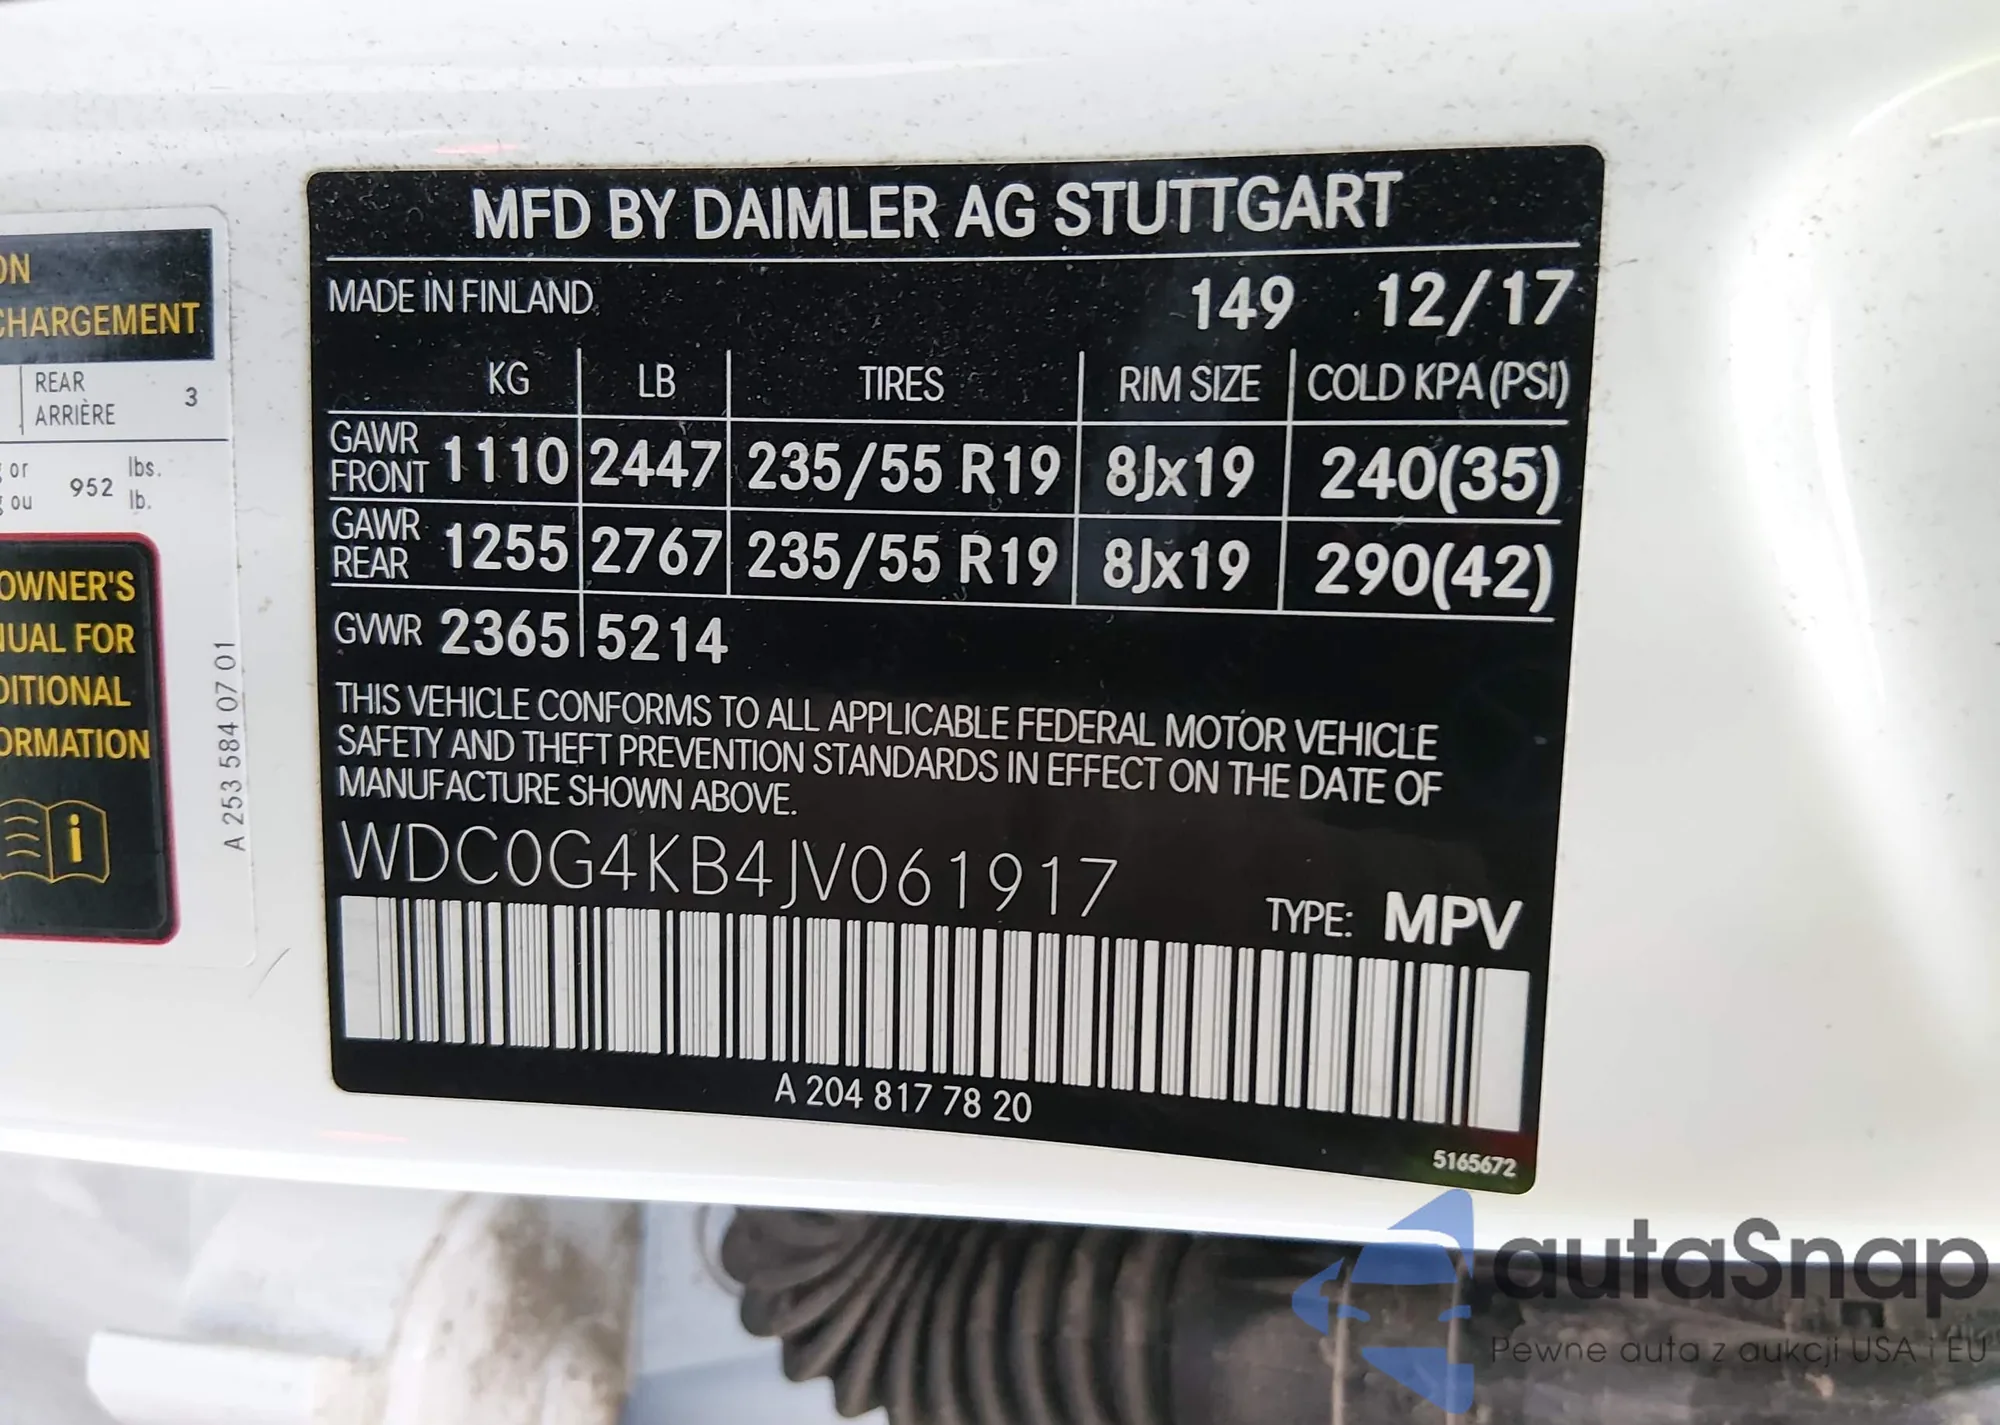 MFD BY DAIMLER AG STUTTGART
MADE IN FINLAND 149 12/17
KG LB TIRES RIM SIZE COLD KPA (PSI)
GAWR FRONT 1110 2447 235/55 R19 8Jx19 240(35)
GAWR REAR 1255 2767 235/55 R19 8Jx19 290(42)
GVWR 2365 5214
THIS VEHICLE CONFORMS TO ALL APPLICABLE FEDERAL MOTOR VEHICLE
SAFETY AND THEFT PREVENTION STANDARDS IN EFFECT ON THE DATE OF
MANUFACTURE SHOWN ABOVE.
WDC0G4KB4JV061917
TYPE: MPV
A 204 817 78 20
5165672
ON
CHARGEMENT
REAR 3
ARRIÈRE
or 952 lbs.
ou lb.
OWNER'S
NUAL FOR
DITIONAL
ORMATION
i
A 253 584 07 01
autaSnap
Pewne auta z aukcji USA i EU